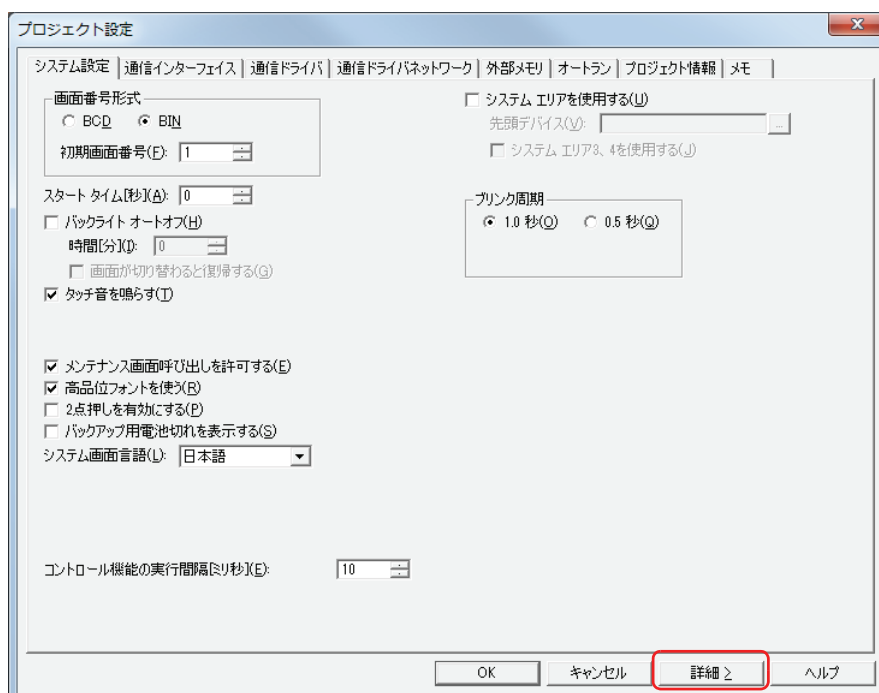 プロジェクト設定
システム設定 通信インターフェイス 通信ドライバ 通信ドライバネットワーク 外部メモリ オートラン プロジェクト情報 メモ
画面番号形式
BCD BIN
初期画面番号(F): 1
スタート タイム[秒](A): 0
バックライト オートオフ(H)
時間[分](I): 0
画面が切り替わると復帰する(G)
タッチ音を鳴らす(T)
メンテナンス画面呼び出しを許可する(E)
高品位フォントを使う(R)
2点押しを有効にする(P)
バックアップ用電池切れを表示する(S)
システム画面言語(L): 日本語
コントロール機能の実行間隔[ミリ秒](E): 10
システム エリアを使用する(U)
先頭デバイス(V): ...
システム エリア3、4を使用する(J)
ブリンク周期
1.0 秒(O) 0.5 秒(Q)
OK キャンセル 詳細 > ヘルプ